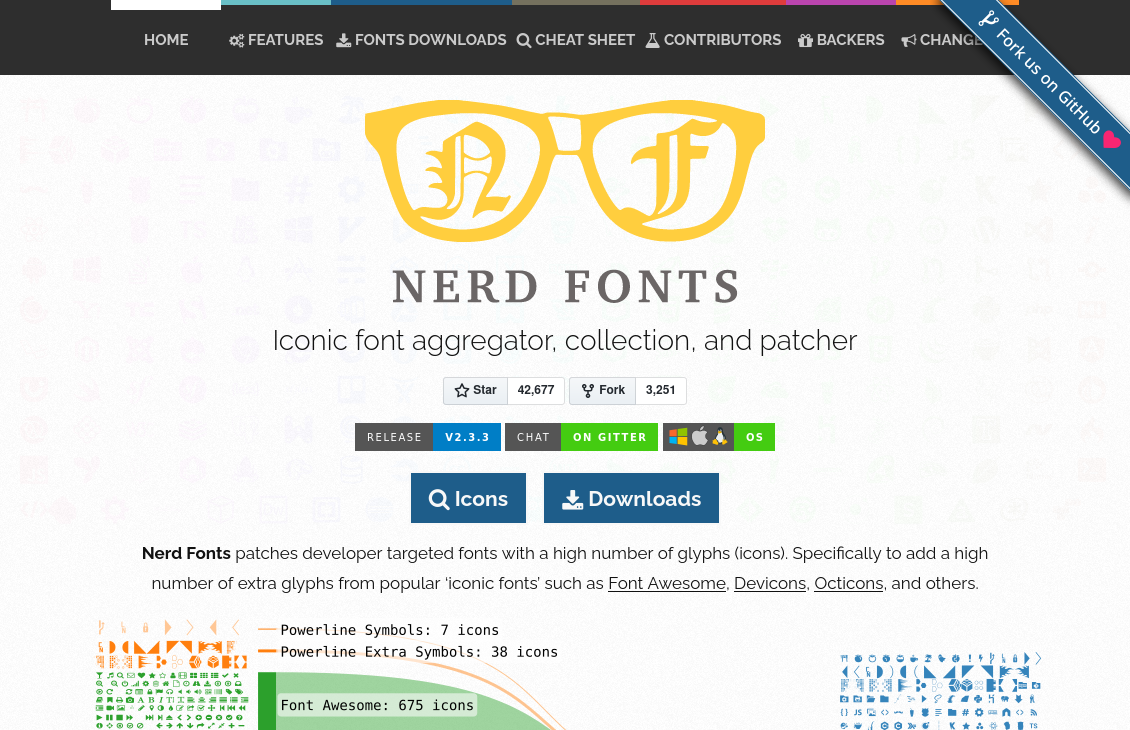 HOME FEATURES FONTS DOWNLOADS CHEAT SHEET CONTRIBUTORS BACKERS
Fork us on GitHub
N F
NERD FONTS
Iconic font aggregator, collection, and patcher
Star 42,677 Fork 3,251
RELEASE V2.3.3 CHAT ON GITTER OS
Icons Downloads
Nerd Fonts patches developer targeted fonts with a high number of glyphs (icons). Specifically to add a high
number of extra glyphs from popular ‘iconic fonts’ such as Font Awesome, Devicons, Octicons, and others.
Powerline Symbols: 7 icons
Powerline Extra Symbols: 38 icons
Font Awesome: 675 icons